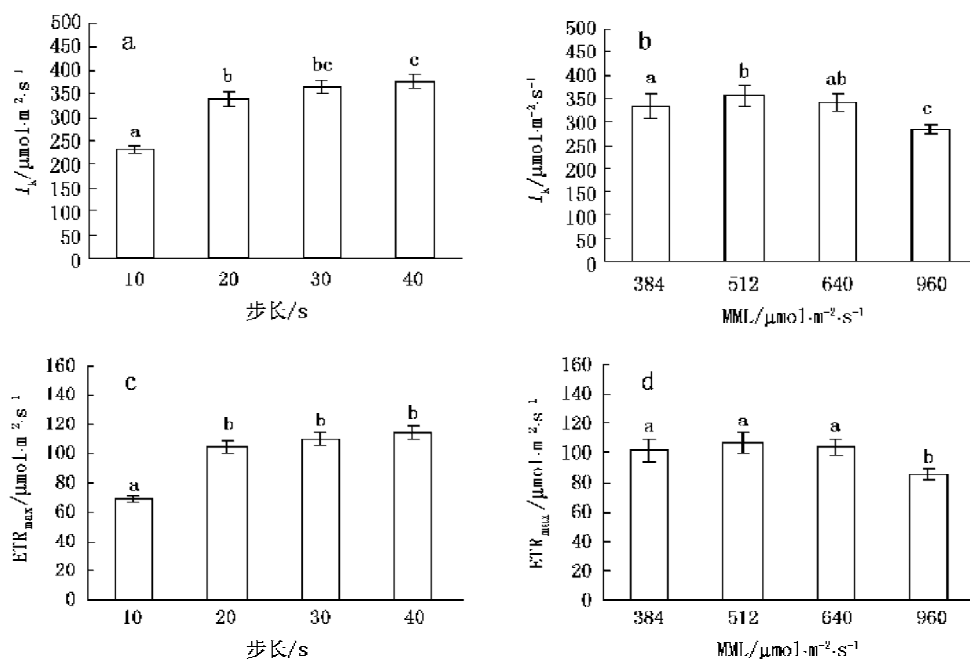 a
I_k/μmol·m⁻²·s⁻¹
500
450
400
350
300
250
200
150
100
50
0
a
b
bc
c
10 20 30 40
步长/s
b
I_k/μmol·m⁻²·s⁻¹
500
450
400
350
300
250
200
150
100
50
0
a
b
ab
c
384 512 640 960
MML/μmol·m⁻²·s⁻¹
c
ETR_max/μmol·m⁻²·s⁻¹
160
140
120
100
80
60
40
20
0
a
b
b
b
10 20 30 40
步长/s
d
ETR_max/μmol·m⁻²·s⁻¹
160
140
120
100
80
60
40
20
0
a
a
a
b
384 512 640 960
MML/μmol·m⁻²·s⁻¹